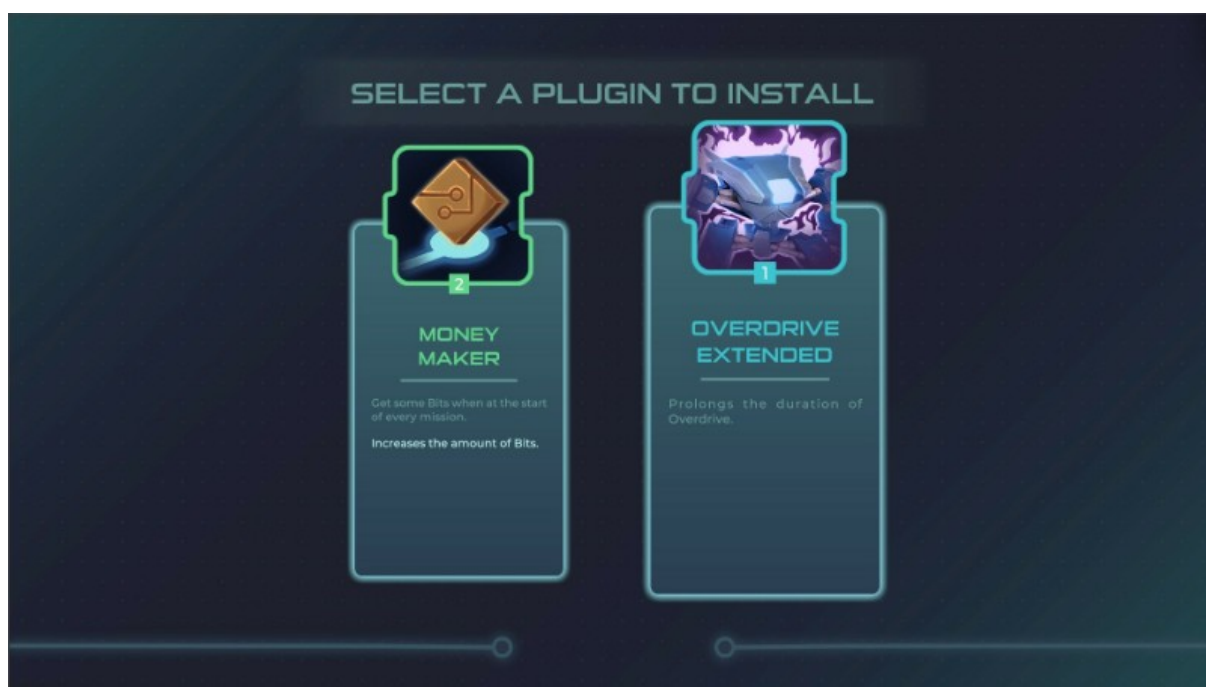 SELECT A PLUGIN TO INSTALL
2
MONEY
MAKER
Get some Bits when at the start
of every mission.
Increases the amount of Bits.
1
OVERDRIVE
EXTENDED
Prolongs the duration of
Overdrive.